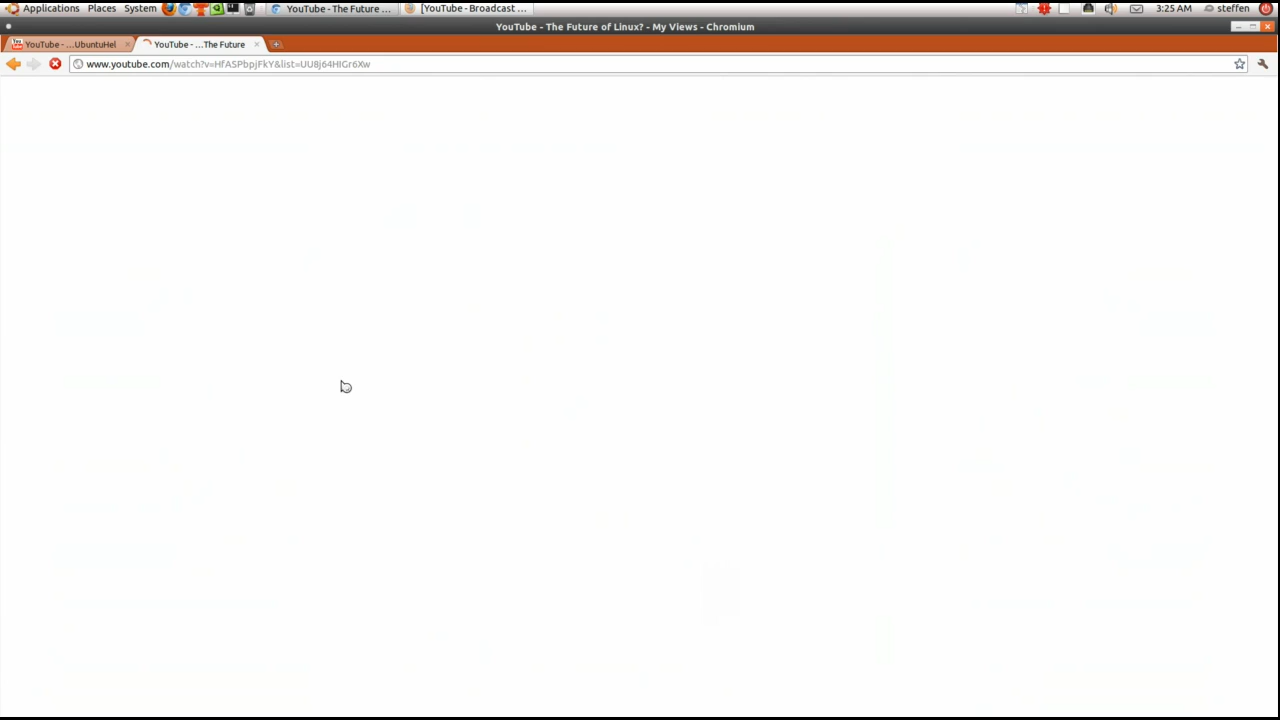 Applications Places System YouTube - The Future ... [YouTube - Broadcast ... 3:25 AM steffen
YouTube - The Future of Linux? - My Views - Chromium
YouTube - ...UbuntuHel YouTube - ...The Future
www.youtube.com/watch?v=HfASPbpjFkY&list=UU8j64HIGr6Xw